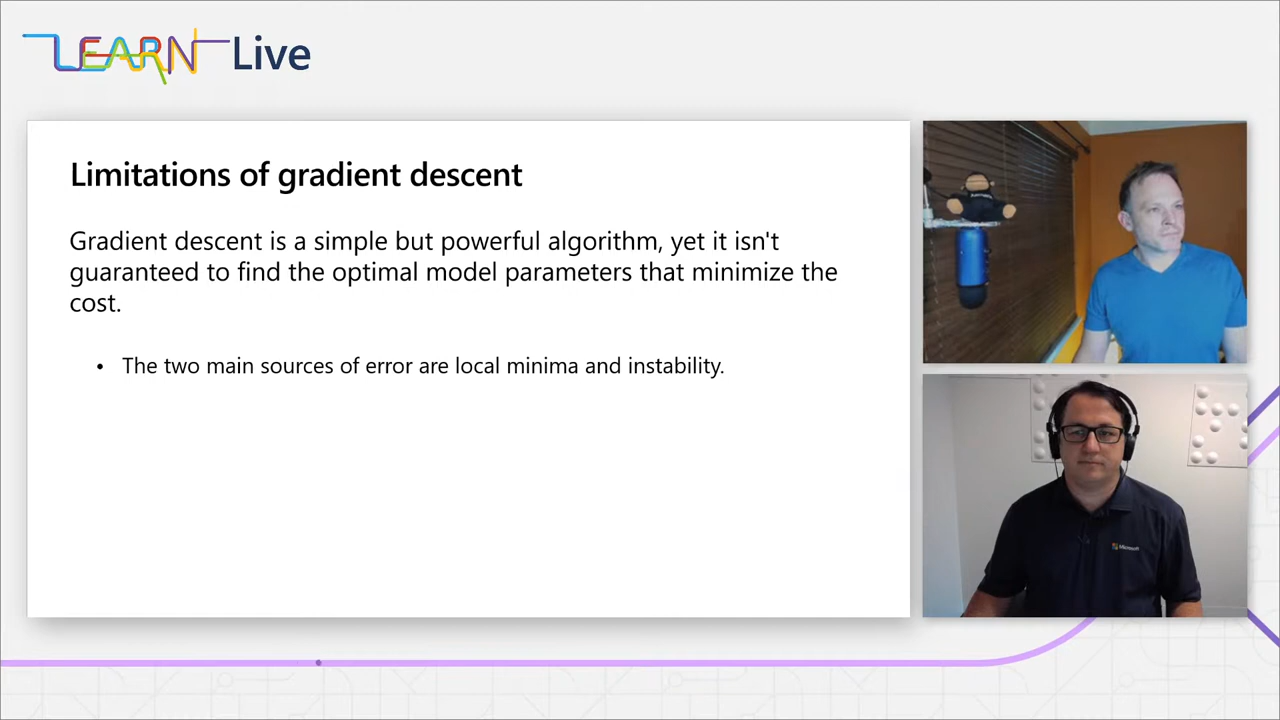 LEARN Live
Limitations of gradient descent
Gradient descent is a simple but powerful algorithm, yet it isn't
guaranteed to find the optimal model parameters that minimize the
cost.
• The two main sources of error are local minima and instability.
Microsoft